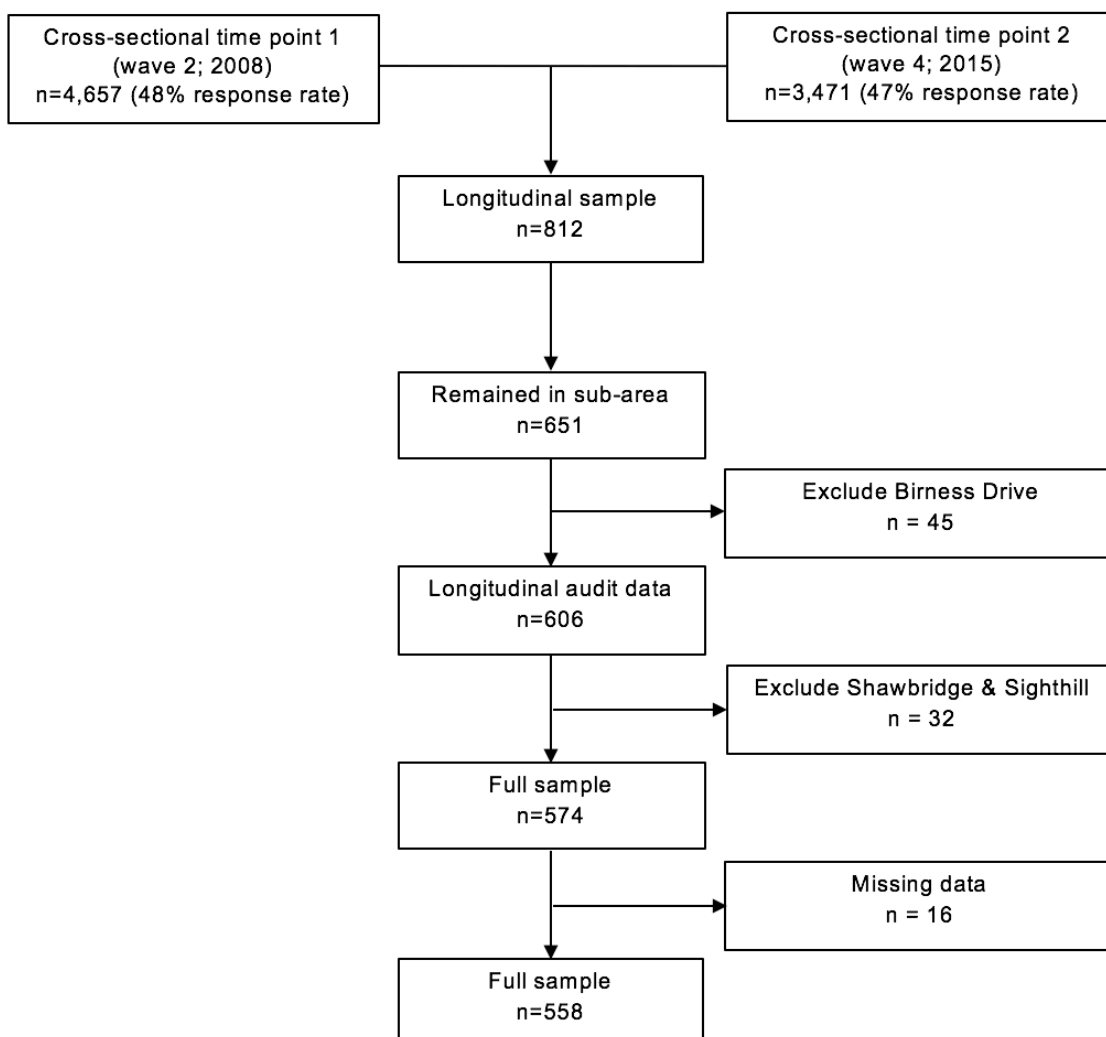 Cross-sectional time point 1
(wave 2; 2008)
n=4,657 (48% response rate)
Cross-sectional time point 2
(wave 4; 2015)
n=3,471 (47% response rate)
Longitudinal sample
n=812
Remained in sub-area
n=651
Exclude Birness Drive
n = 45
Longitudinal audit data
n=606
Exclude Shawbridge & Sighthill
n = 32
Full sample
n=574
Missing data
n = 16
Full sample
n=558